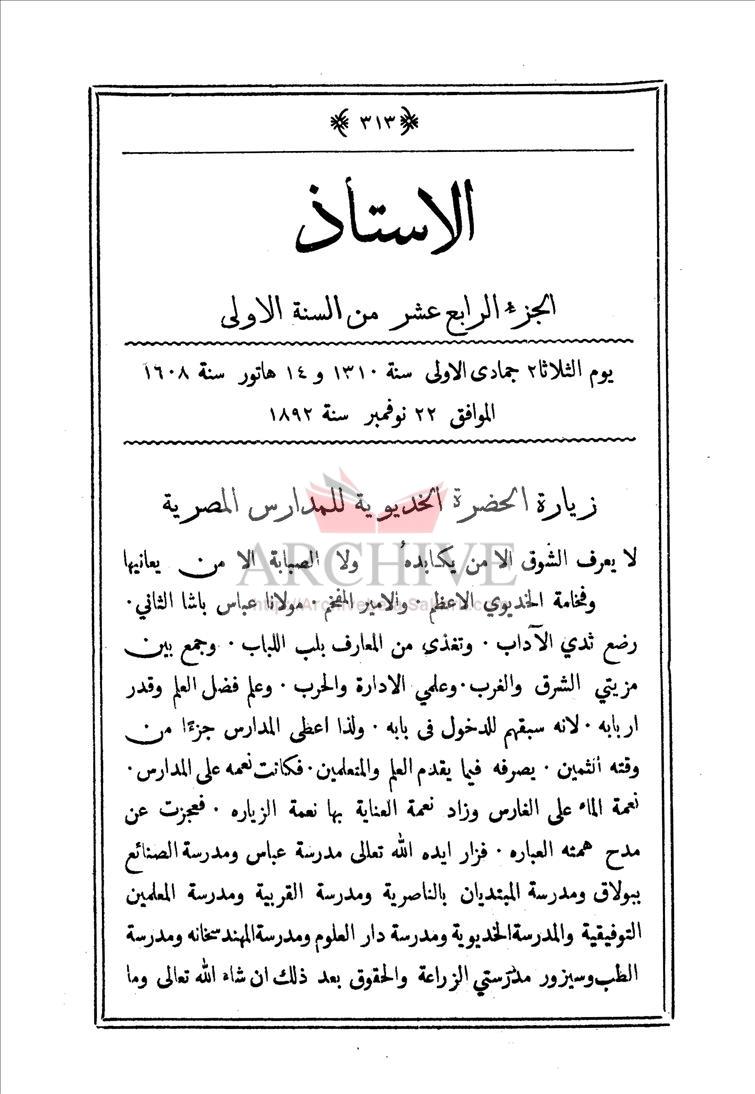 ٣١٣
الاستأذ
الجزء الرابع عشر من السنة الاولى
يوم الثلاثا ٢ جمادى الاولى سنة ١٣١٠ و ١٤ هاتور سنة ١٦٠٨
الموافق ٢٢ نوفمبر سنة ١٨٩٢
زيارة الحضرة الخديوية للمدارس المصرية
لا يعرف الشوق الا من يكابدهُ ولا الصبابة الا من يعانيها
وفخامة الخديوي الاعظم والامير المفخم . مولانا عباس باشا الثاني .
رضع ثدي الآداب . وتغذى من المعارف بلب اللباب . وجمع بين
مزيتي الشرق والغرب . وعلمي الادارة والحرب . وعلم فضل العلم وقدر
اربابه . لانه سبقهم للدخول فى بابه . ولذا اعطى المدارس جزءًا من
وقته الثمين . يصرفه فيما يقدم العلم والمتعلمين . فكانت نعمه على المدارس .
نعمة الماء على الغارس وزاد نعمة العناية بها نعمة الزياره . فعجزت عن
مدح همته العباره . فزار ايده الله تعالى مدرسة عباس ومدرسة الصنائع
ببولاق ومدرسة المبتديان بالناصرية ومدرسة القربية ومدرسة المعلمين
التوفيقية والمدرسة الخديوية ومدرسة دار العلوم ومدرسة المهندسخانه ومدرسة
الطب وسيزور مدرستي الزراعة والحقوق بعد ذلك ان شاء الله تعالى وما
ARCHIVE